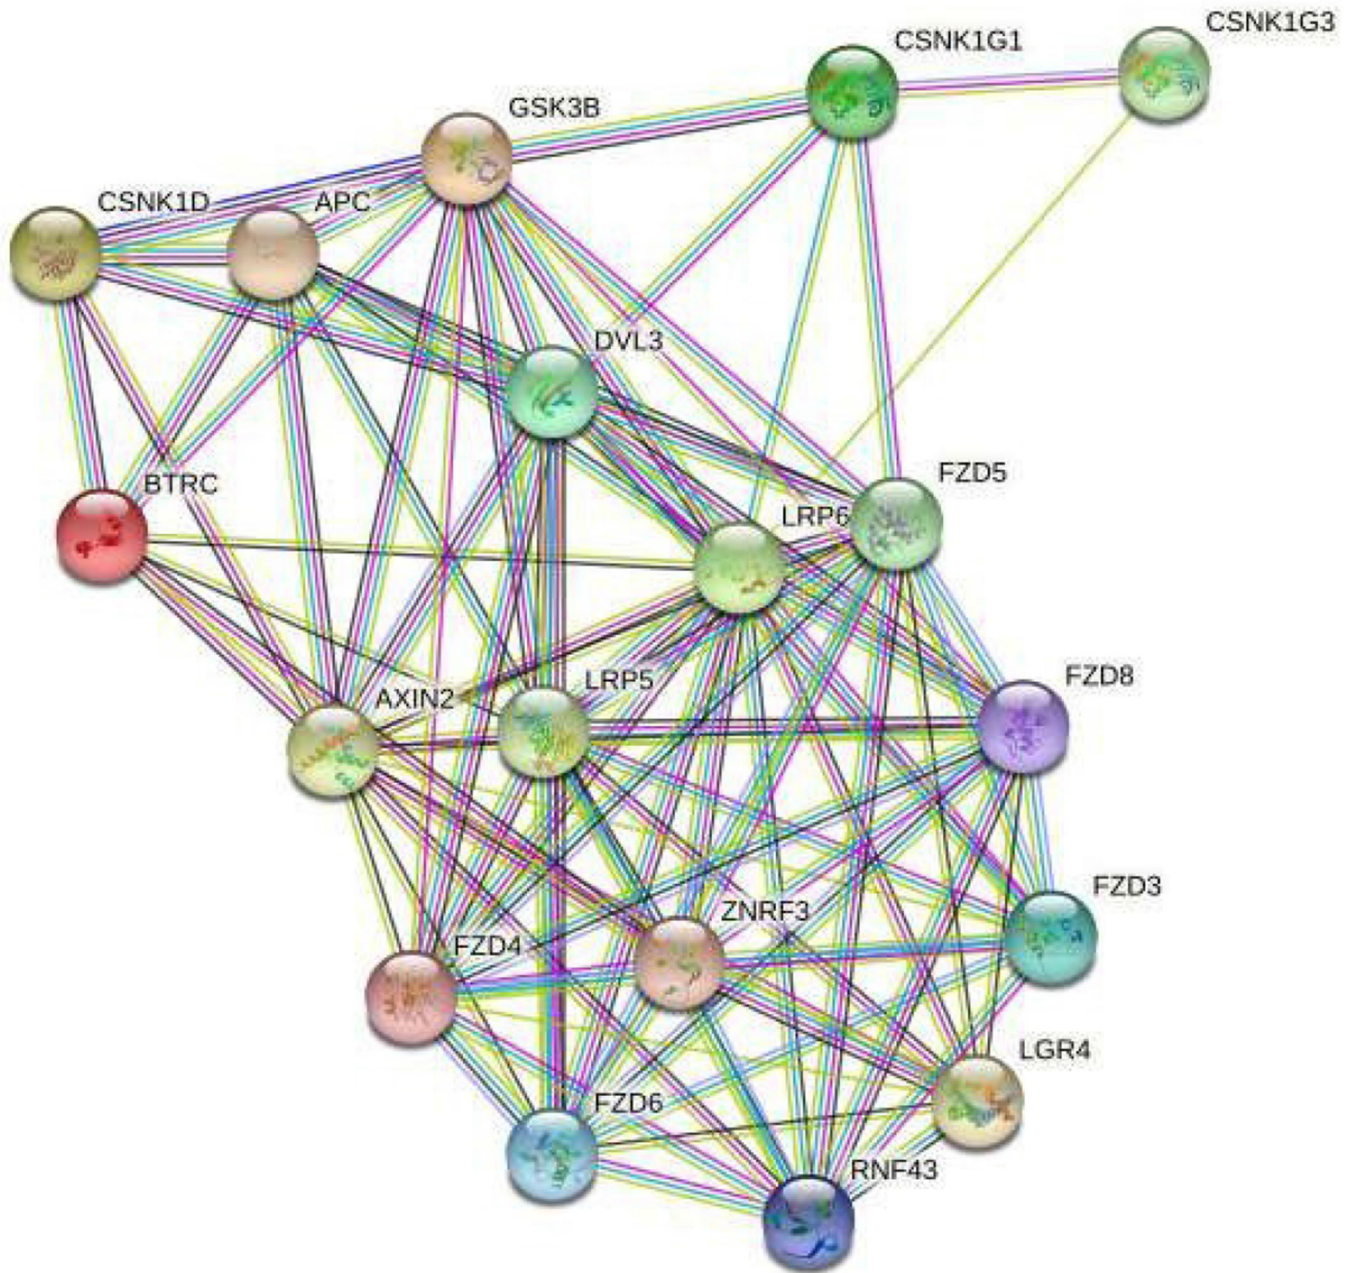 CSNK1G3
CSNK1G1
GSK3B
CSNK1D
APC
DVL3
FZD5
BTRC
LRP6
FZD8
LRP5
AXIN2
FZD3
ZNRF3
FZD4
LGR4
FZD6
RNF43